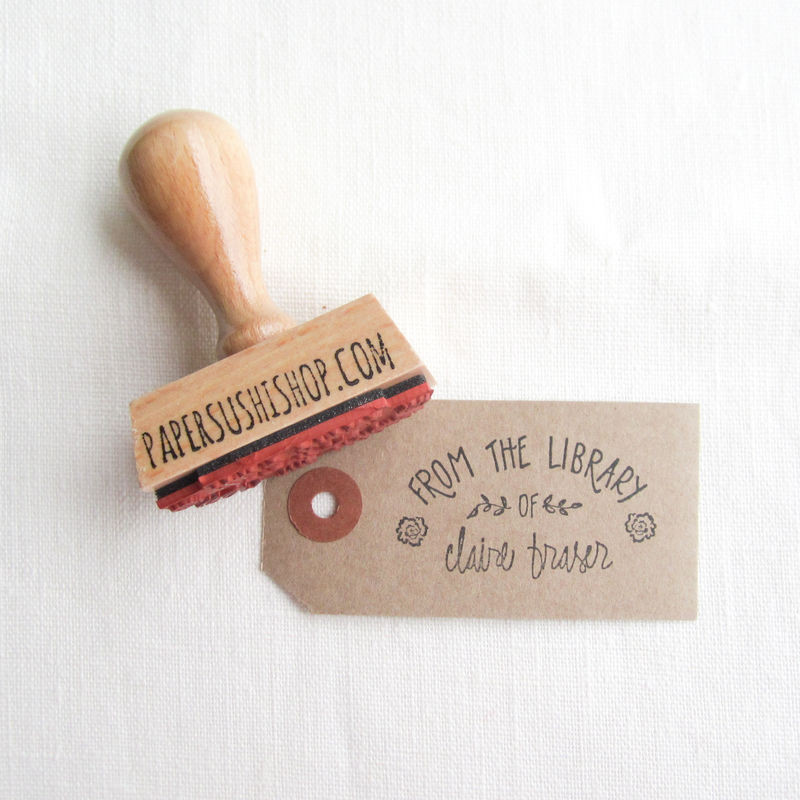 PAPERSUSHISHOP.COM
FROM THE LIBRARY
OF
claire fraser